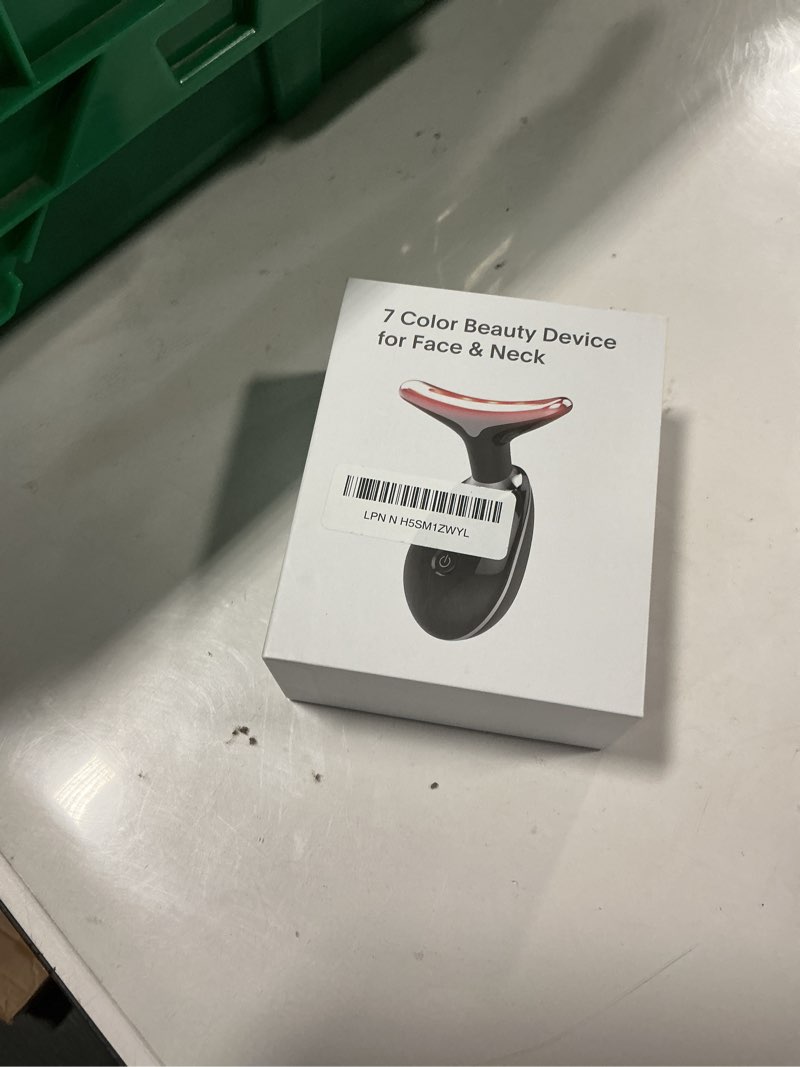 7 Color Beauty Device
for Face & Neck
LPN N H5SM1ZWYL